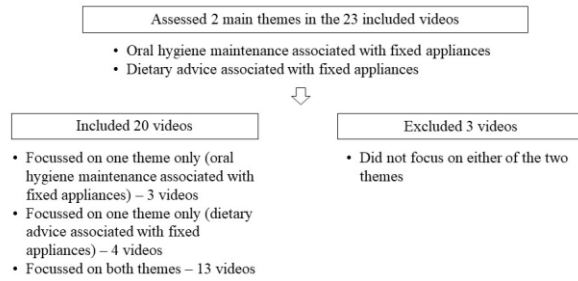 Assessed 2 main themes in the 23 included videos
• Oral hygiene maintenance associated with fixed appliances
• Dietary advice associated with fixed appliances
Included 20 videos
• Focussed on one theme only (oral
hygiene maintenance associated with
fixed appliances) – 3 videos
• Focussed on one theme only (dietary
advice associated with fixed
appliances) – 4 videos
• Focussed on both themes – 13 videos
Excluded 3 videos
• Did not focus on either of the two
themes